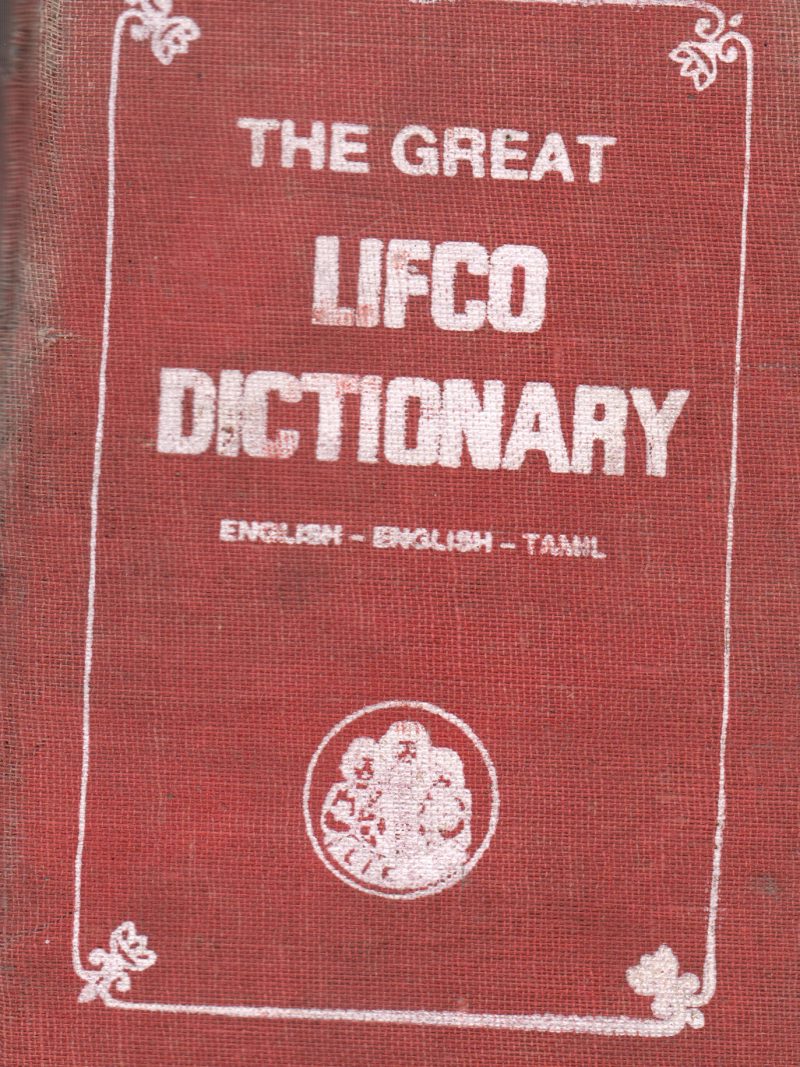 THE GREAT
LIFCO
DICTIONARY
ENGLISH - ENGLISH - TAMIL